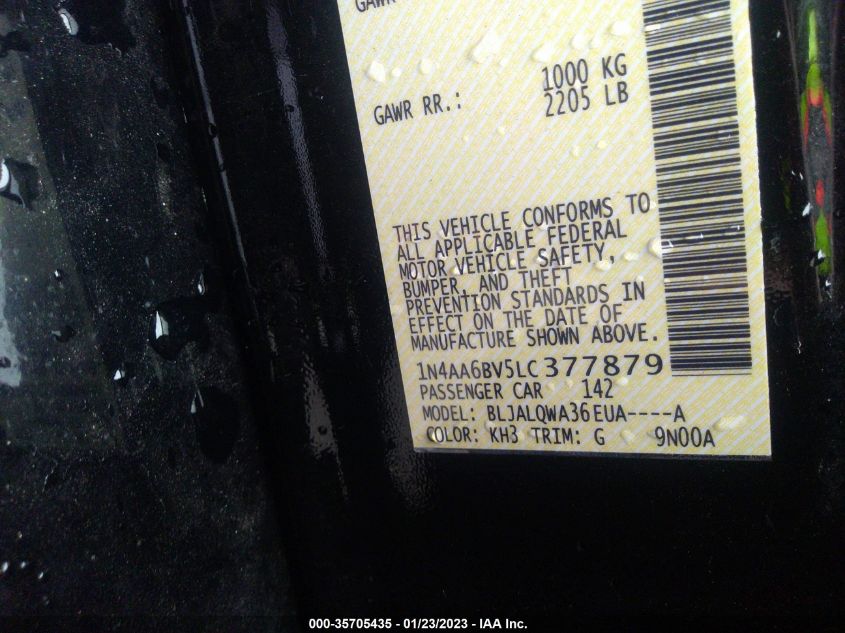 GAWR
1000 KG
GAWR RR.: 2205 LB
THIS VEHICLE CONFORMS TO
ALL APPLICABLE FEDERAL
MOTOR VEHICLE SAFETY,
BUMPER, AND THEFT
PREVENTION STANDARDS IN
EFFECT ON THE DATE OF
MANUFACTURE SHOWN ABOVE.
1N4AA6BV5LC377879
PASSENGER CAR 142
MODEL: BLJALQWA36EUA----A
COLOR: KH3 TRIM: G 9N00A
000-35705435 - 01/23/2023 - IAA Inc.